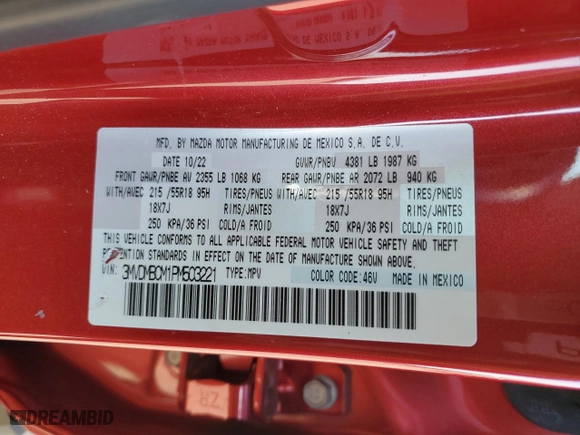 MFD. BY MAZDA MOTOR MANUFACTURING DE MEXICO S.A. DE C.V.
DATE 10/22 GVWR/PNBV 4381 LB 1987 KG
FRONT GAWR/PNBE AV 2355 LB 1068 KG REAR GAWR/PNBE AR 2072 LB 940 KG
WITH/AVEC 215 /55R18 95H TIRES/PNEUS WITH/AVEC 215 /55R18 95H TIRES/PNEUS
18X7J RIMS/JANTES 18X7J RIMS/JANTES
250 KPA/36 PSI COLD/A FROID 250 KPA/36 PSI COLD/A FROID
THIS VEHICLE CONFORMS TO ALL APPLICABLE FEDERAL MOTOR VEHICLE SAFETY AND THEFT
PREVENTION STANDARDS IN EFFECT ON THE DATE OF MANUFACTURE SHOWN ABOVE.
VIN: 3MVDMBCM1PM503221 TYPE: MPV COLOR CODE: 46V MADE IN MEXICO
ZR
DREAMBID